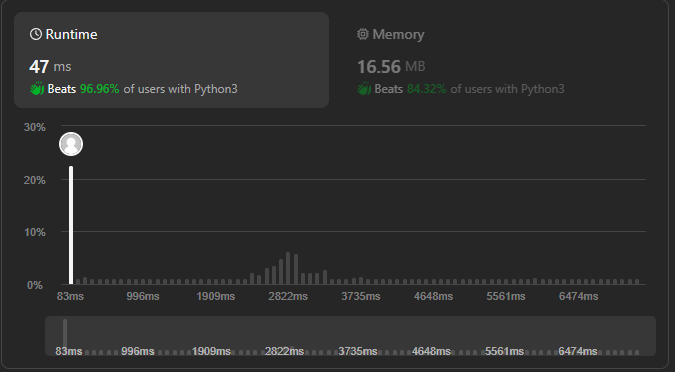 Runtime
47 ms
Beats 96.96% of users with Python3
Memory
16.56 MB
Beats 84.32% of users with Python3
30%
20%
10%
0%
83ms 996ms 1909ms 2822ms 3735ms 4648ms 5561ms 6474ms
83ms 996ms 1909ms 2822ms 3735ms 4648ms 5561ms 6474ms